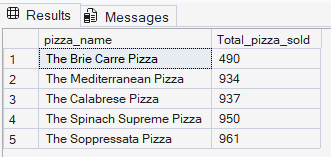 Results Messages
pizza_name Total_pizza_sold
1 The Brie Carre Pizza 490
2 The Mediterranean Pizza 934
3 The Calabrese Pizza 937
4 The Spinach Supreme Pizza 950
5 The Soppressata Pizza 961